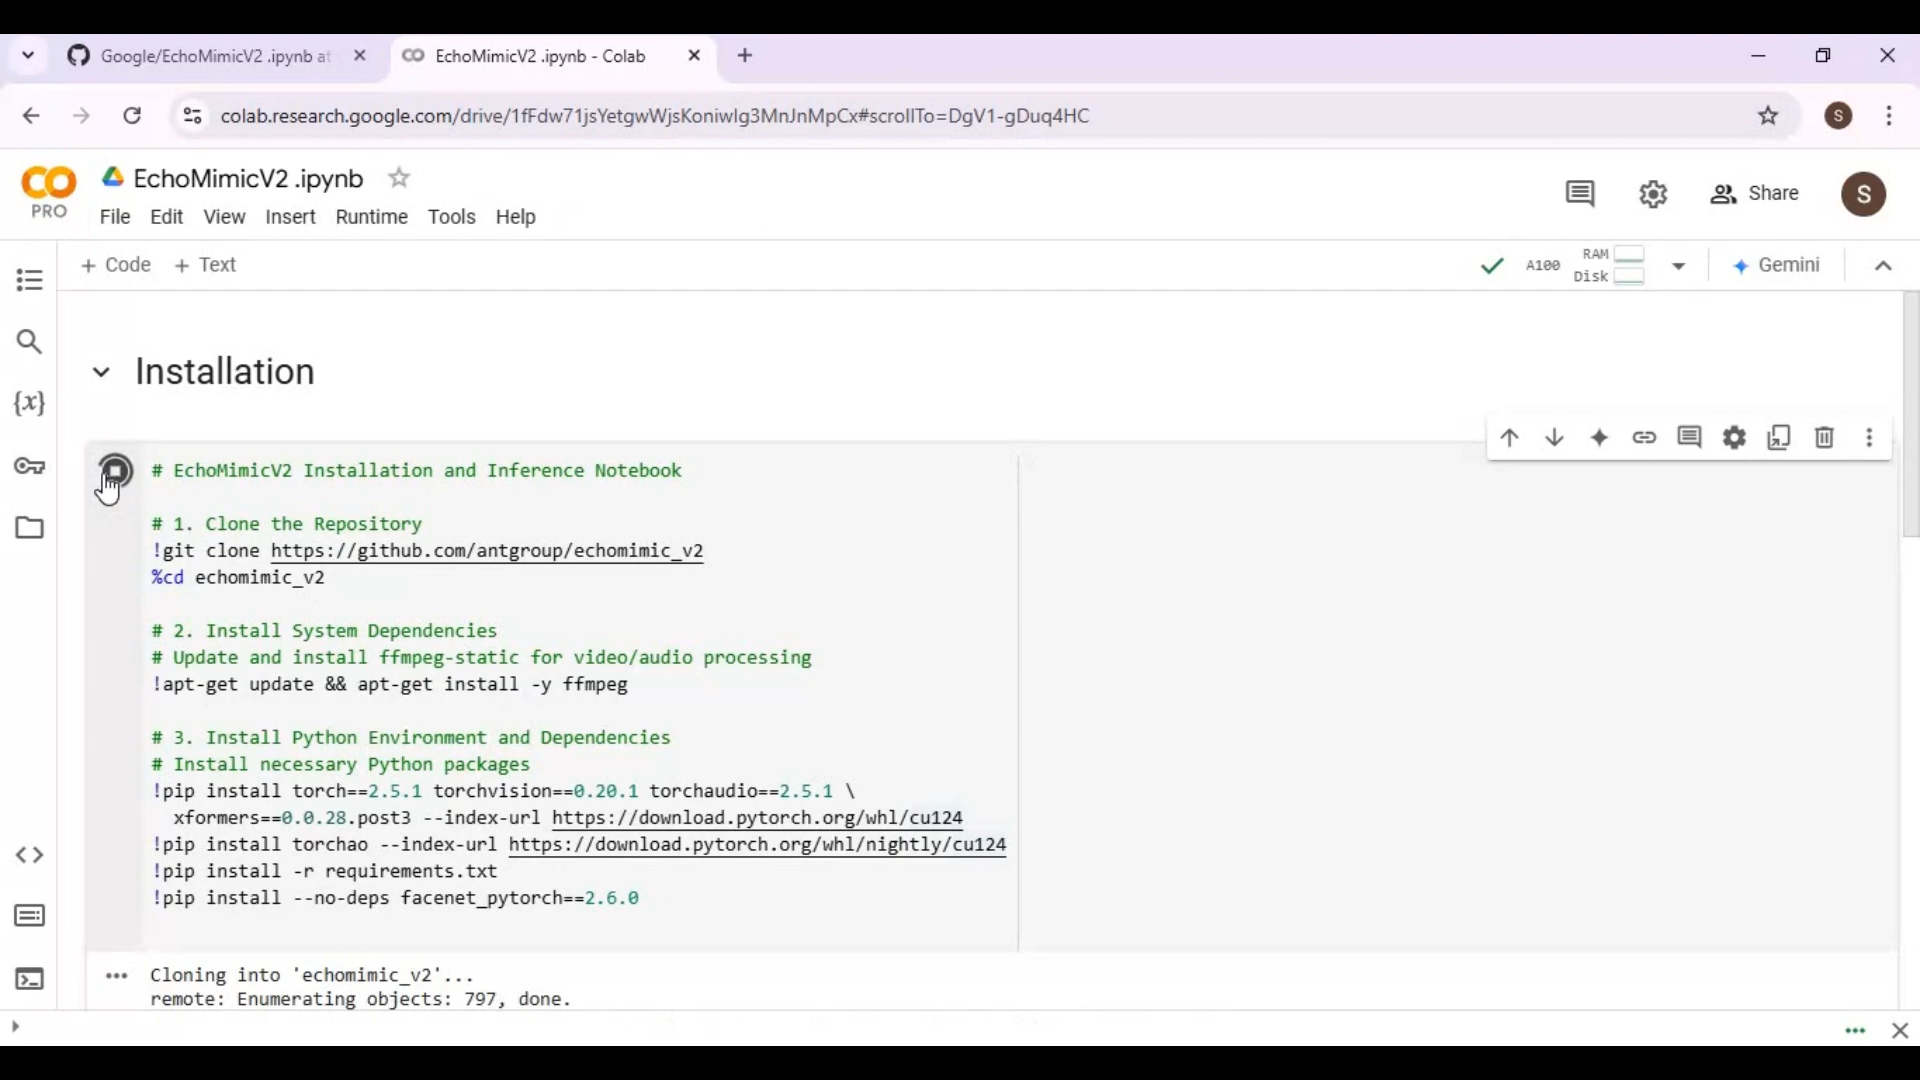 Google/EchoMimicV2 .ipynb at
EchoMimicV2 .ipynb - Colab
colab.research.google.com/drive/1fFdw71jsYetgwWjsKoniwIg3MnJnMpCx#scrollTo=DgV1-gDuq4HC
S
CO
PRO
EchoMimicV2 .ipynb
File Edit View Insert Runtime Tools Help
Share
S
+ Code + Text
A100
RAM
Disk
Gemini
{x}
Installation
# EchoMimicV2 Installation and Inference Notebook
# 1. Clone the Repository
!git clone https://github.com/antgroup/echomimic_v2
%cd echomimic_v2
# 2. Install System Dependencies
# Update and install ffmpeg-static for video/audio processing
!apt-get update && apt-get install -y ffmpeg
# 3. Install Python Environment and Dependencies
# Install necessary Python packages
!pip install torch==2.5.1 torchvision==0.20.1 torchaudio==2.5.1 \
xformers==0.0.28.post3 --index-url https://download.pytorch.org/whl/cu124
!pip install torchao --index-url https://download.pytorch.org/whl/nightly/cu124
!pip install -r requirements.txt
!pip install --no-deps facenet_pytorch==2.6.0
Cloning into 'echomimic_v2'...
remote: Enumerating objects: 797, done.